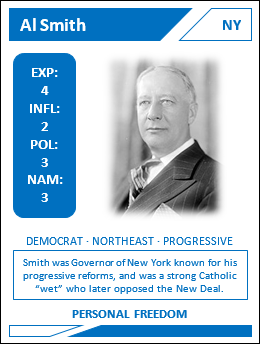 Al Smith NY
EXP:
4
INFL:
2
POL:
3
NAM:
3
DEMOCRAT · NORTHEAST · PROGRESSIVE
Smith was Governor of New York known for his
progressive reforms, and was a strong Catholic
“wet” who later opposed the New Deal.
PERSONAL FREEDOM